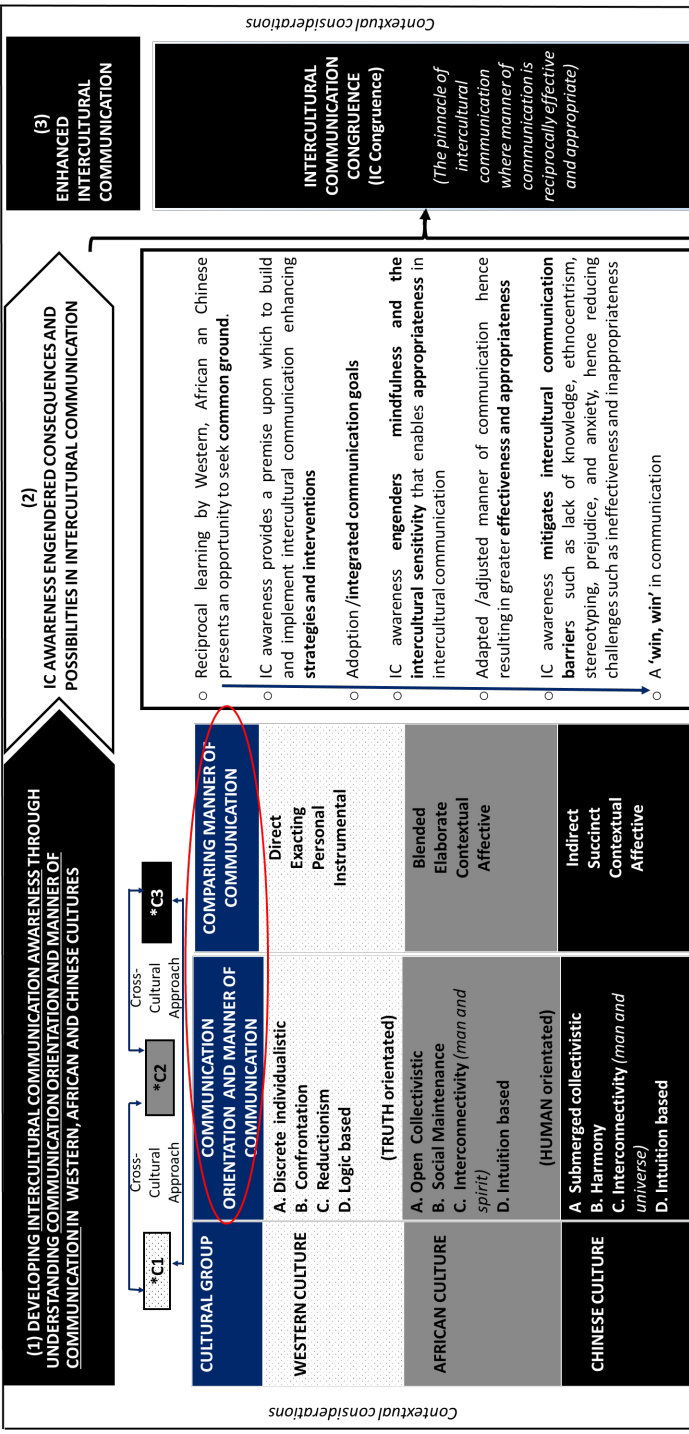 Contextual considerations
(1) DEVELOPING INTERCULTURAL COMMUNICATION AWARENESS THROUGH
UNDERSTANDING COMMUNICATION ORIENTATION AND MANNER OF
COMMUNICATION IN WESTERN, AFRICAN AND CHINESE CULTURES
*C1
Cross-
Cultural
Approach
*C2
Cross-
Cultural
Approach
*C3
CULTURAL GROUP
COMMUNICATION
ORIENTATION AND MANNER OF
COMMUNICATION
COMPARING MANNER OF
COMMUNICATION
WESTERN CULTURE
A. Discrete individualistic
B. Confrontation
C. Reductionism
D. Logic based
(TRUTH orientated)
Direct
Exacting
Personal
Instrumental
AFRICAN CULTURE
A. Open Collectivistic
B. Social Maintenance
C. Interconnectivity (man and
spirit)
D. Intuition based
(HUMAN orientated)
Blended
Elaborate
Contextual
Affective
CHINESE CULTURE
A Submerged collectivistic
B. Harmony
C. Interconnectivity (man and
universe)
D. Intuition based
Indirect
Succinct
Contextual
Affective
(2)
IC AWARENESS ENGENDERED CONSEQUENCES AND
POSSIBILITIES IN INTERCULTURAL COMMUNICATION
○ Reciprocal learning by Western, African an Chinese
presents an opportunity to seek common ground.
○ IC awareness provides a premise upon which to build
and implement intercultural communication enhancing
strategies and interventions
○ Adoption /integrated communication goals
○ IC awareness engenders mindfulness and the
intercultural sensitivity that enables appropriateness in
intercultural communication
○ Adapted /adjusted manner of communication hence
resulting in greater effectiveness and appropriateness
○ IC awareness mitigates intercultural communication
barriers such as lack of knowledge, ethnocentrism,
stereotyping, prejudice, and anxiety, hence reducing
challenges such as ineffectiveness and inappropriateness
○ A ‘win, win’ in communication
(3)
ENHANCED
INTERCULTURAL
COMMUNICATION
INTERCULTURAL
COMMUNICATION
CONGRUENCE
(IC Congruence)
(The pinnacle of
intercultural
communication
where manner of
communication is
reciprocally effective
and appropriate)
Contextual considerations